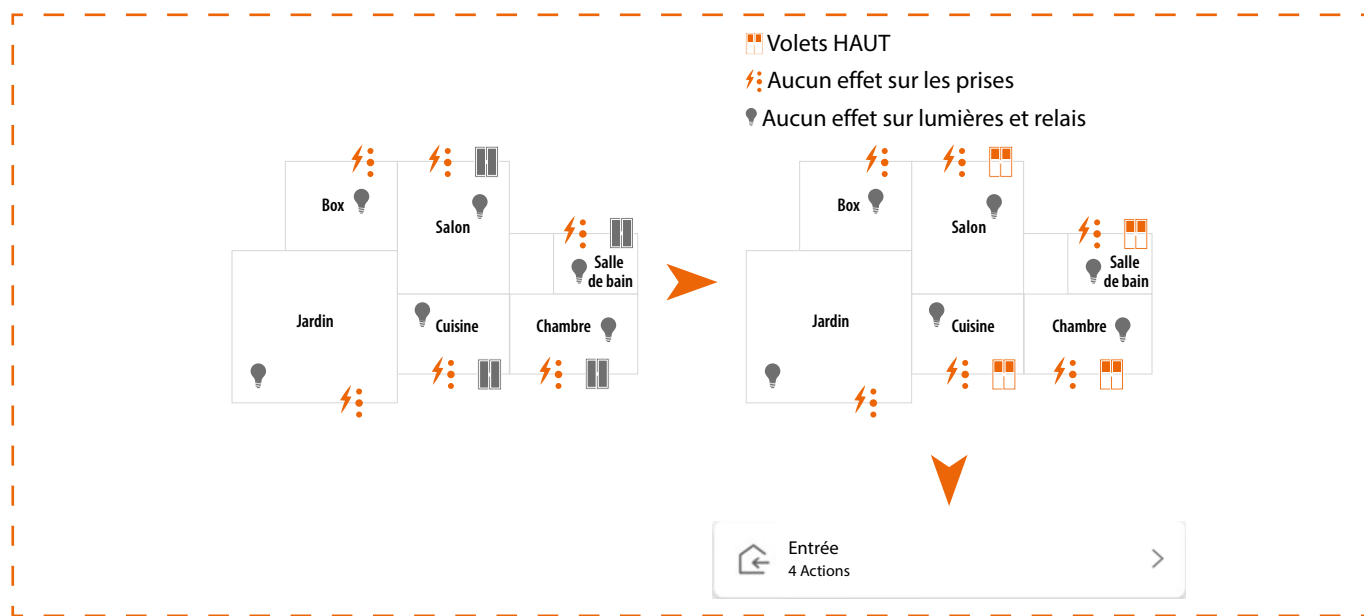 Volets HAUT
Aucun effet sur les prises
Aucun effet sur lumières et relais
Box
Salon
Salle
de bain
Jardin
Cuisine
Chambre
Box
Salon
Salle
de bain
Jardin
Cuisine
Chambre
Entrée
4 Actions